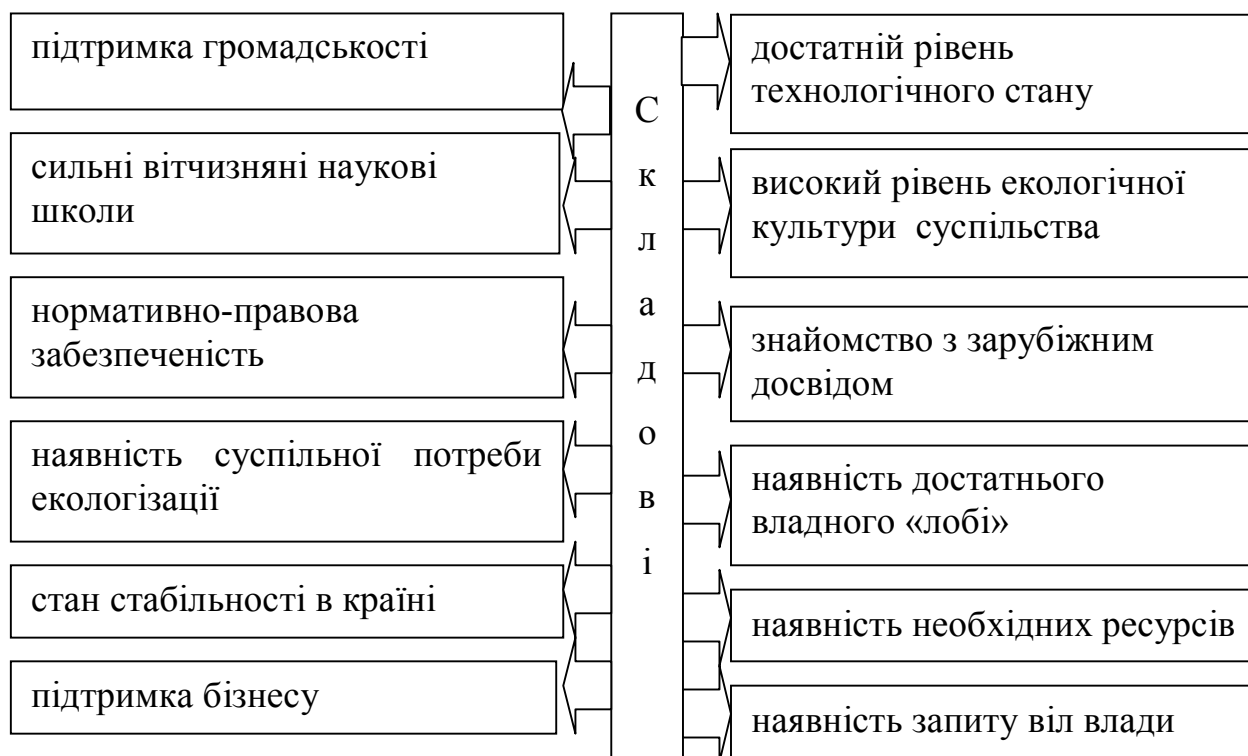 підтримка громадськості
сильні вітчизняні наукові
школи
нормативно-правова
забезпеченість
наявність суспільної потреби
екологізації
стан стабільності в країні
підтримка бізнесу
Складові
достатній рівень
технологічного стану
високий рівень екологічної
культури суспільства
знайомство з зарубіжним
досвідом
наявність достатнього
владного «лобі»
наявність необхідних ресурсів
наявність запиту віл влади